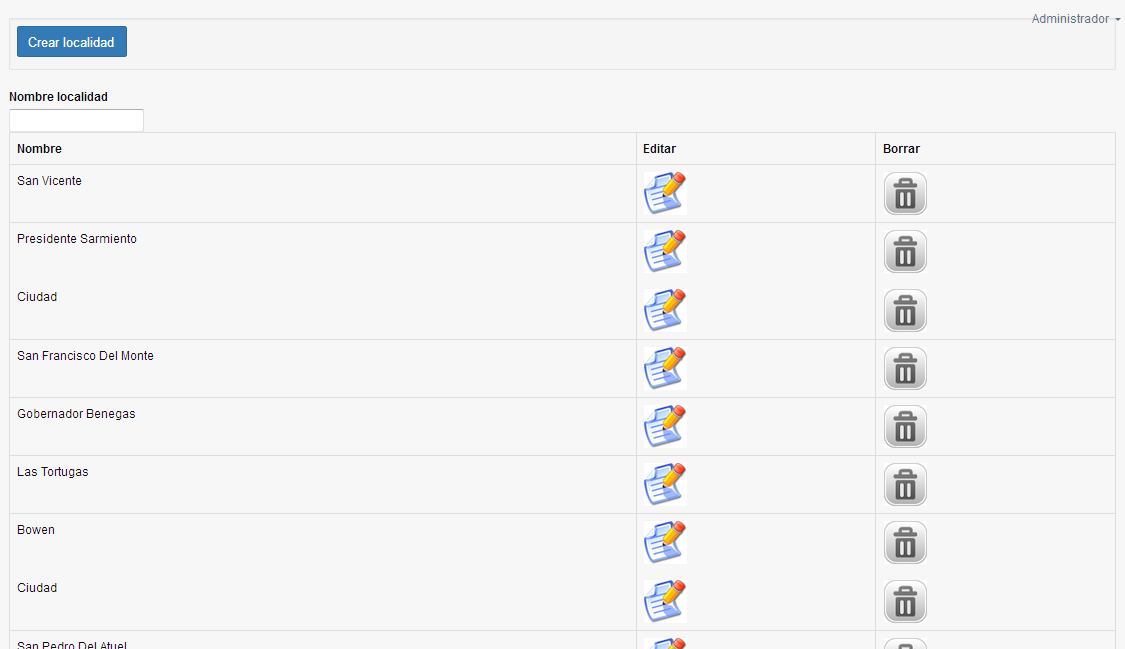 Administrador
Crear localidad
Nombre localidad
Nombre Editar Borrar
San Vicente
Presidente Sarmiento
Ciudad
San Francisco Del Monte
Gobernador Benegas
Las Tortugas
Bowen
Ciudad
San Pedro Del Atuel